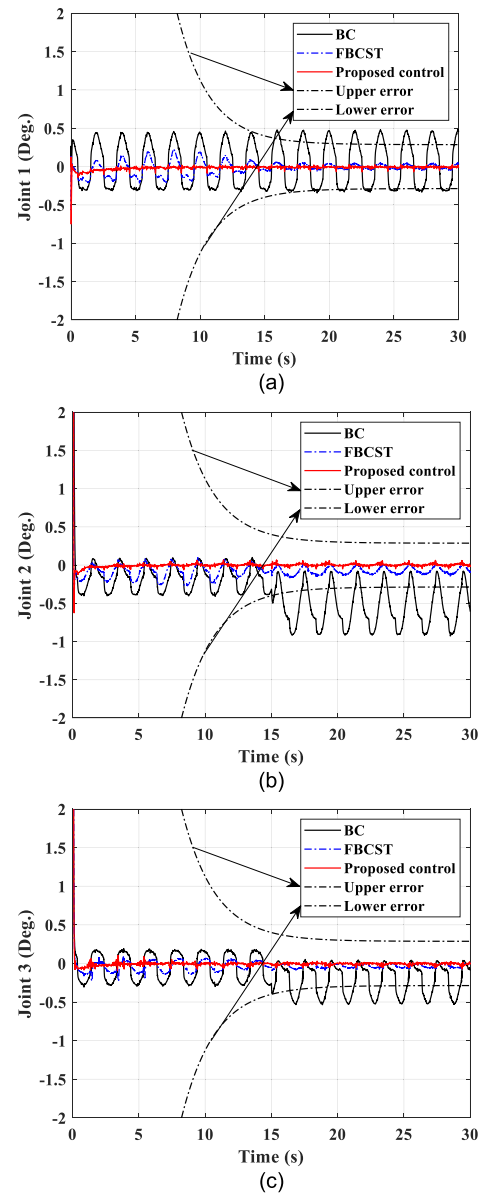 2
1.5
1
0.5
0
-0.5
-1
-1.5
-2
Joint 1 (Deg.)
BC
FBCST
Proposed control
Upper error
Lower error
0 5 10 15 20 25 30
Time (s)
(a)
2
1.5
1
0.5
0
-0.5
-1
-1.5
-2
Joint 2 (Deg.)
BC
FBCST
Proposed control
Upper error
Lower error
0 5 10 15 20 25 30
Time (s)
(b)
2
1.5
1
0.5
0
-0.5
-1
-1.5
-2
Joint 3 (Deg.)
BC
FBCST
Proposed control
Upper error
Lower error
0 5 10 15 20 25 30
Time (s)
(c)